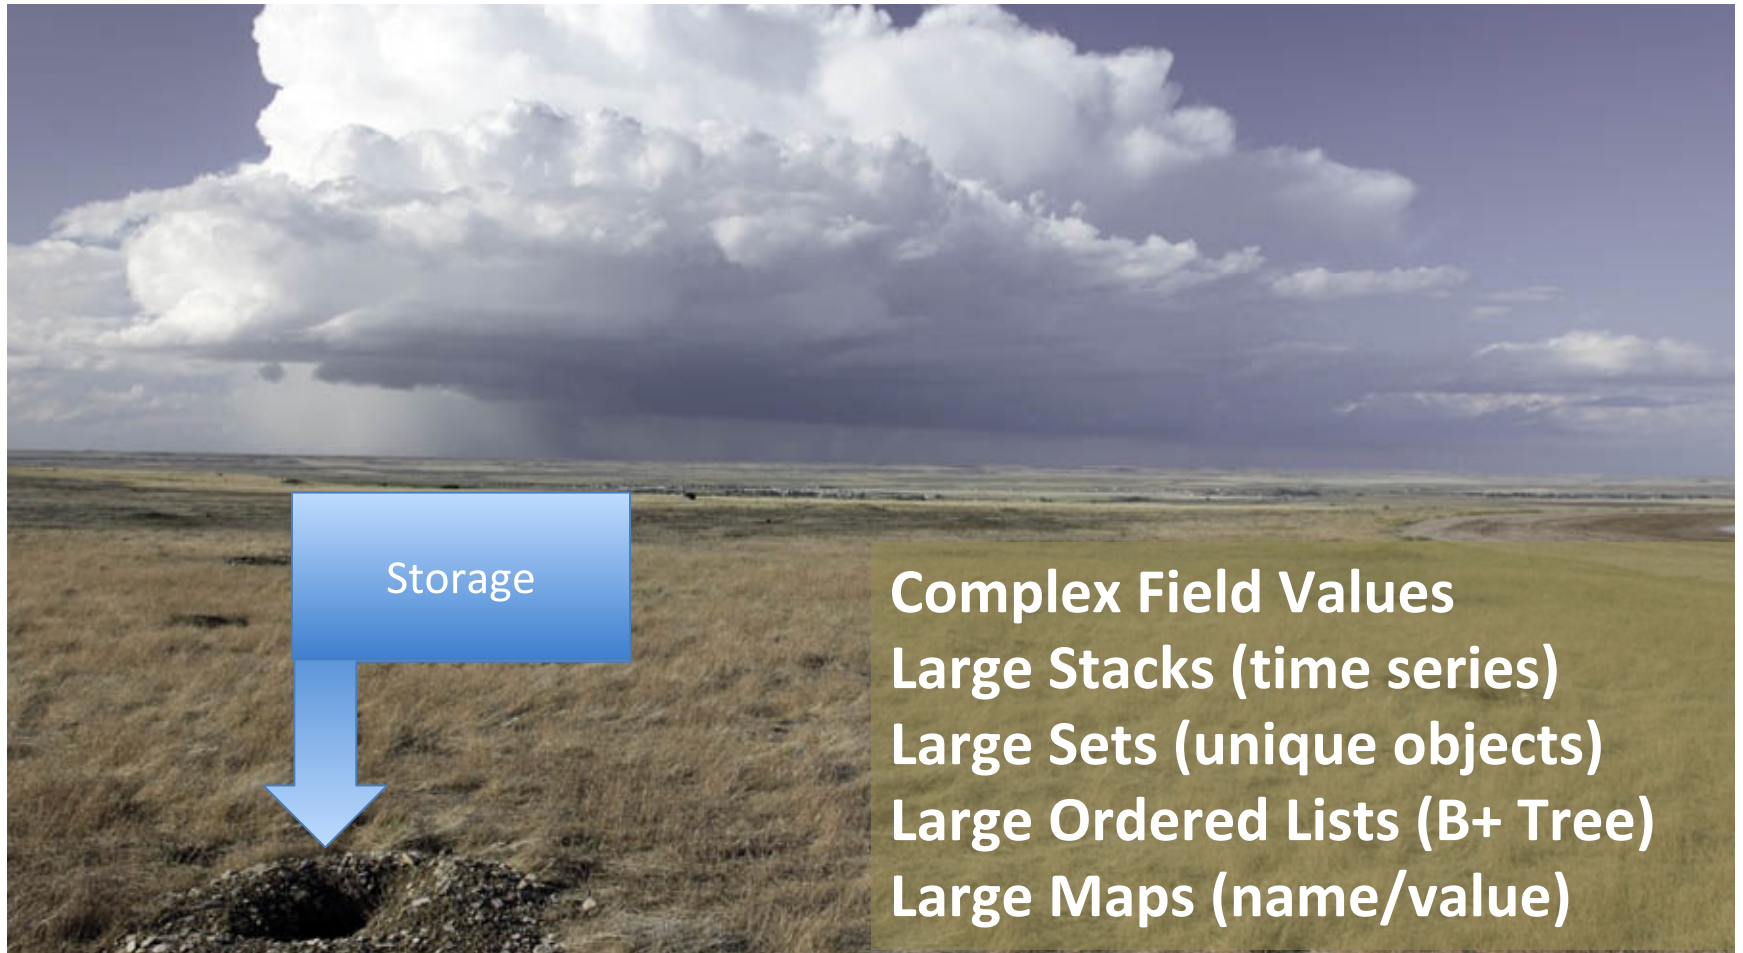 Storage
Complex Field Values
Large Stacks (time series)
Large Sets (unique objects)
Large Ordered Lists (B+ Tree)
Large Maps (name/value)